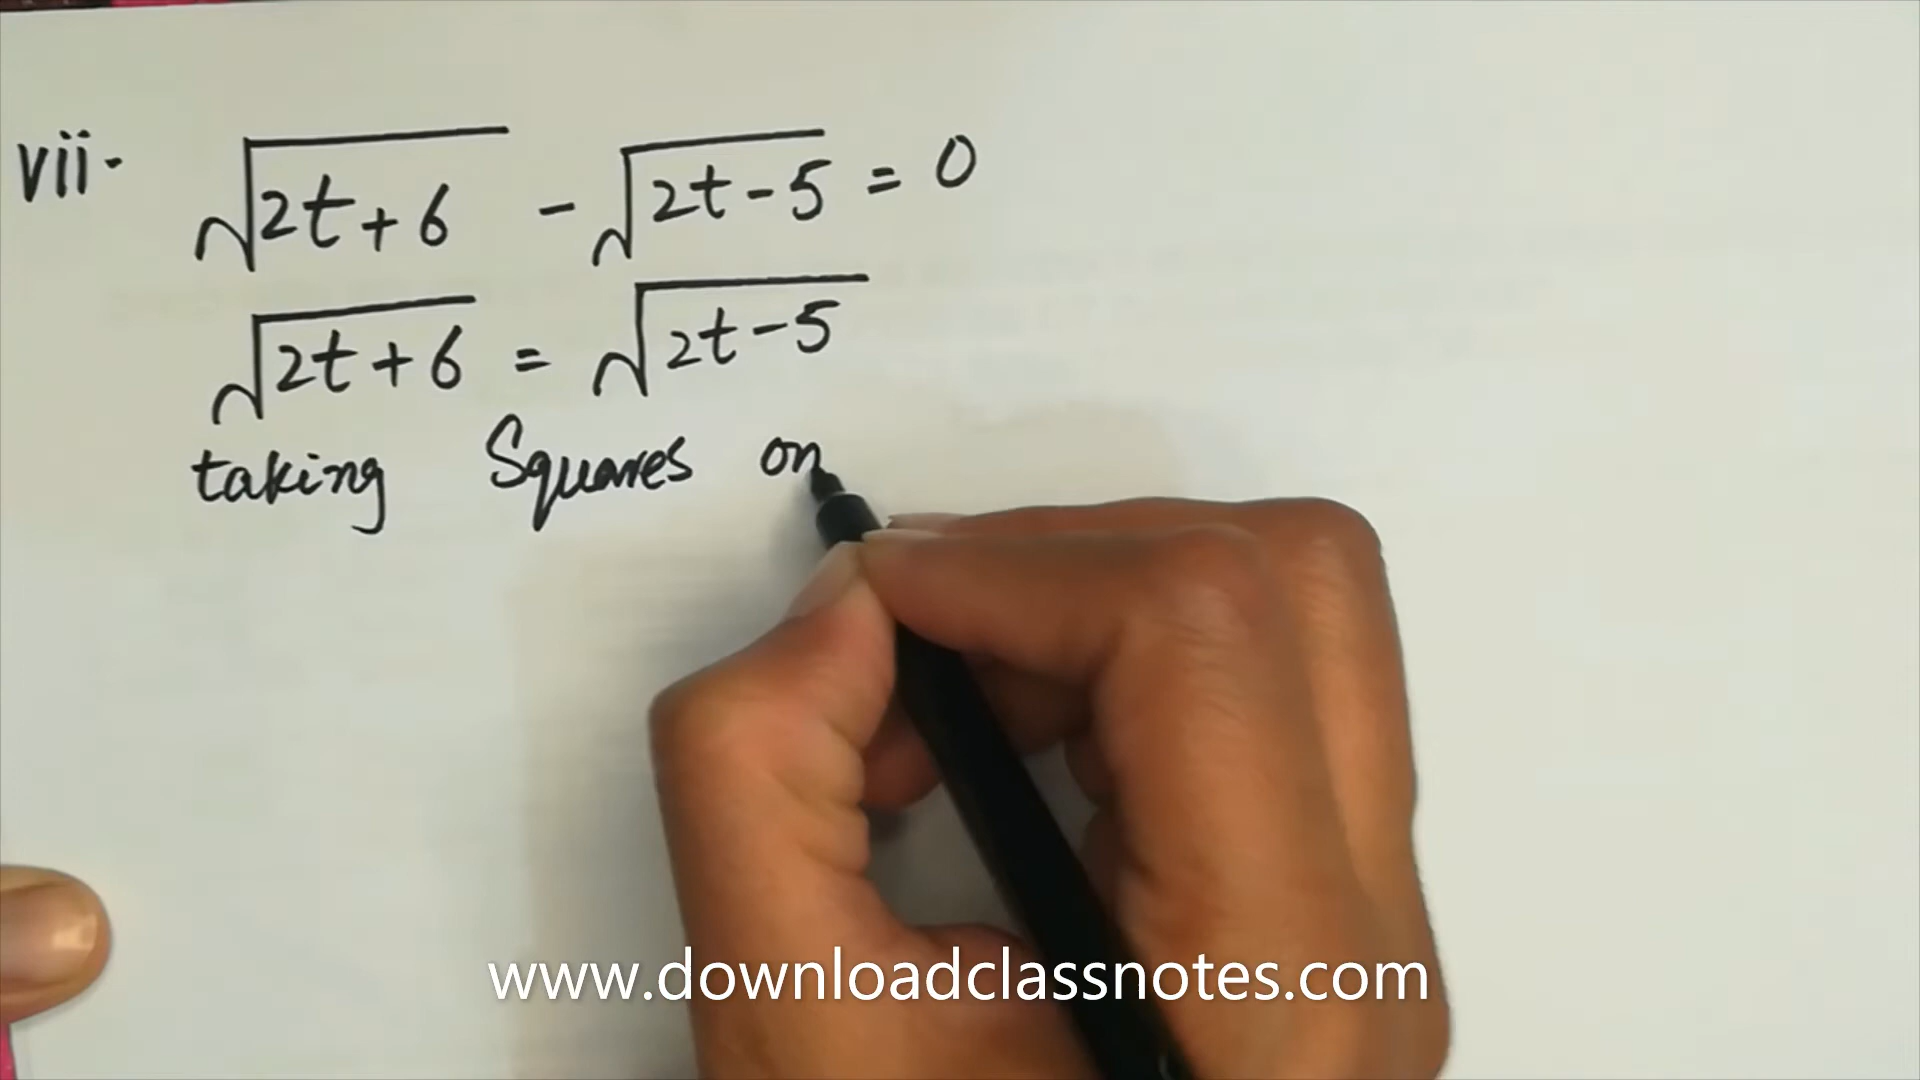 vii. √2t+6 - √2t-5 = 0
√2t+6 = √2t-5
taking Squares on
www.downloadclassnotes.com